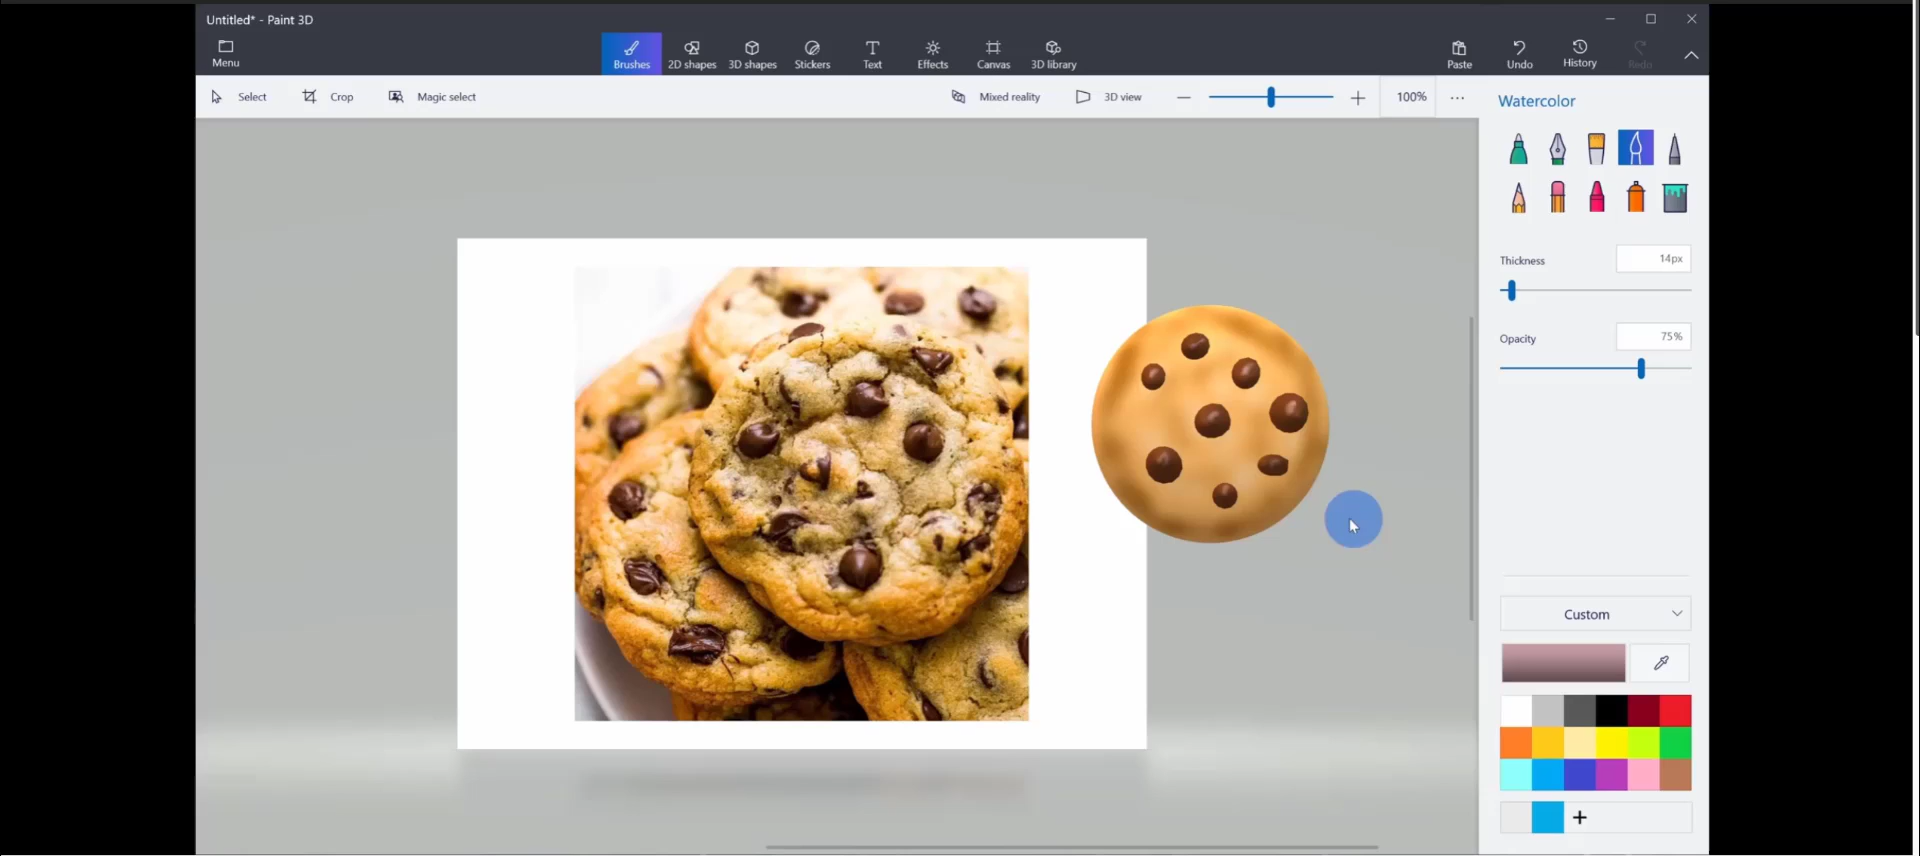 Untitled* - Paint 3D
Menu
Brushes 2D shapes 3D shapes Stickers Text Effects Canvas 3D library
Paste Undo History Redo
Select Crop Magic select
Mixed reality 3D view 100%
Watercolor
Thickness 14px
Opacity 75%
Custom